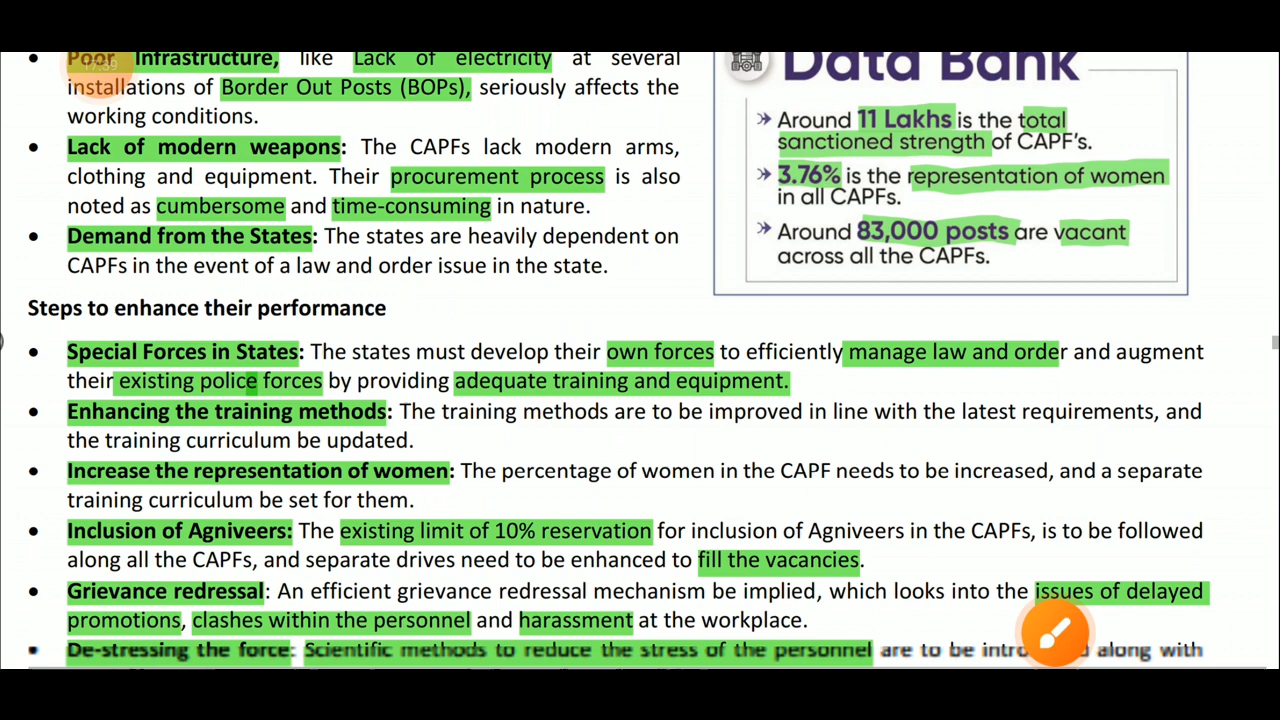 17:39
• Poor Infrastructure, like Lack of electricity at several
installations of Border Out Posts (BOPs), seriously affects the
working conditions.
• Lack of modern weapons: The CAPFs lack modern arms,
clothing and equipment. Their procurement process is also
noted as cumbersome and time-consuming in nature.
• Demand from the States: The states are heavily dependent on
CAPFs in the event of a law and order issue in the state.
Data Bank
Around 11 Lakhs is the total
sanctioned strength of CAPF's.
3.76% is the representation of women
in all CAPFs.
Around 83,000 posts are vacant
across all the CAPFs.
Steps to enhance their performance
• Special Forces in States: The states must develop their own forces to efficiently manage law and order and augment
their existing police forces by providing adequate training and equipment.
• Enhancing the training methods: The training methods are to be improved in line with the latest requirements, and
the training curriculum be updated.
• Increase the representation of women: The percentage of women in the CAPF needs to be increased, and a separate
training curriculum be set for them.
• Inclusion of Agniveers: The existing limit of 10% reservation for inclusion of Agniveers in the CAPFs, is to be followed
along all the CAPFs, and separate drives need to be enhanced to fill the vacancies.
• Grievance redressal: An efficient grievance redressal mechanism be implied, which looks into the issues of delayed
promotions, clashes within the personnel and harassment at the workplace.
• De-stressing the force: Scientific methods to reduce the stress of the personnel are to be along with